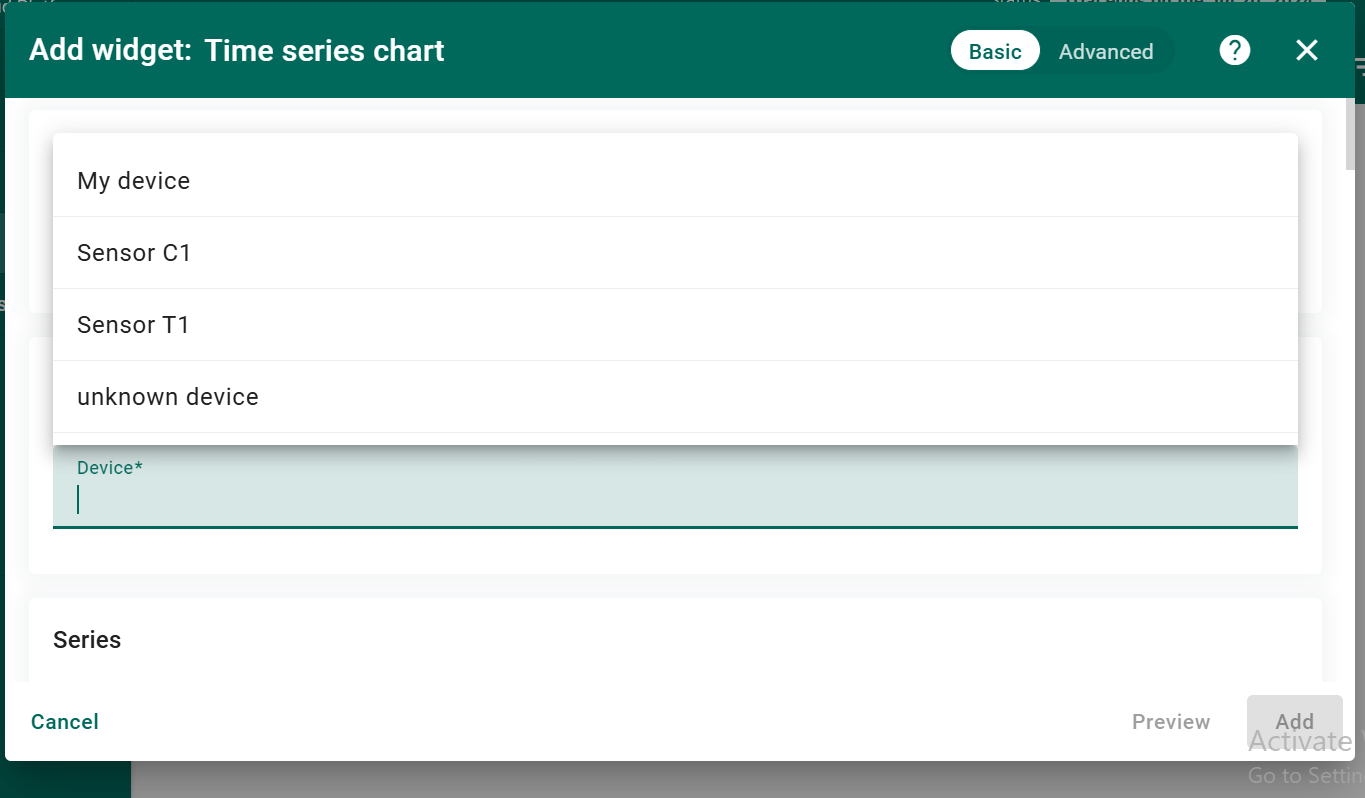 Add widget: Time series chart
Basic
Advanced
?
My device
Sensor C1
Sensor T1
unknown device
Device*
Series
Cancel
Preview
Add
Activate
Go to Settin